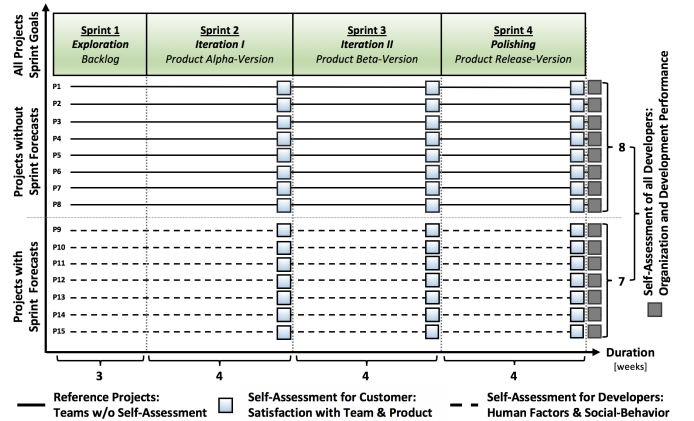 All Projects
Sprint Goals
Sprint 1
Exploration
Backlog
Sprint 2
Iteration I
Product Alpha-Version
Sprint 3
Iteration II
Product Beta-Version
Sprint 4
Polishing
Product Release-Version
Projects without
Sprint Forecasts
P1
P2
P3
P4
P5
P6
P7
P8
8
Projects with
Sprint Forecasts
P9
P10
P11
P12
P13
P14
P15
7
Self-Assessment of all Developers:
Organization and Development Performance
Duration
[weeks]
3
4
4
4
Reference Projects:
Teams w/o Self-Assessment
Self-Assessment for Customer:
Satisfaction with Team & Product
Self-Assessment for Developers:
Human Factors & Social-Behavior